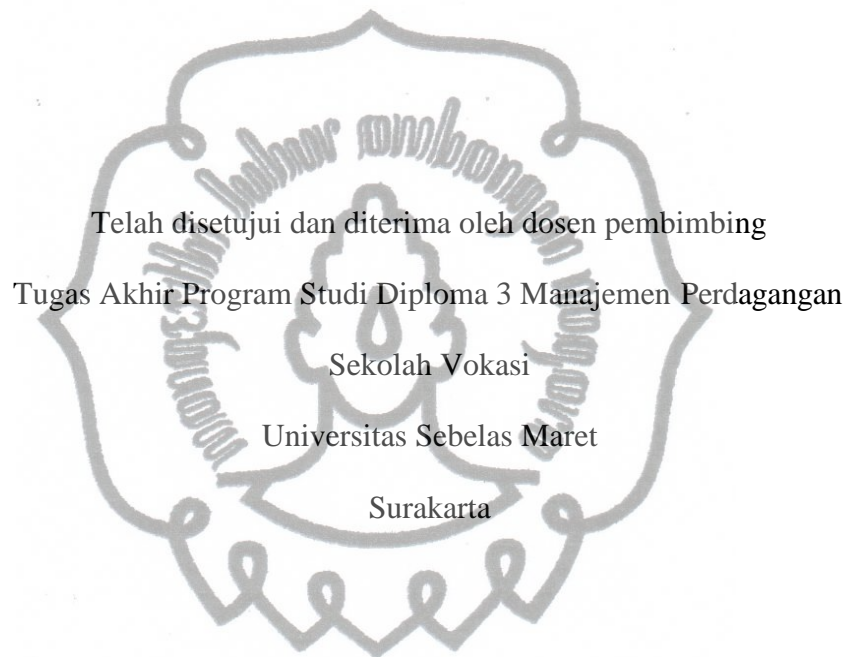 Telah disetujui dan diterima oleh dosen pembimbing
Tugas Akhir Program Studi Diploma 3 Manajemen Perdagangan
Sekolah Vokasi
Universitas Sebelas Maret
Surakarta